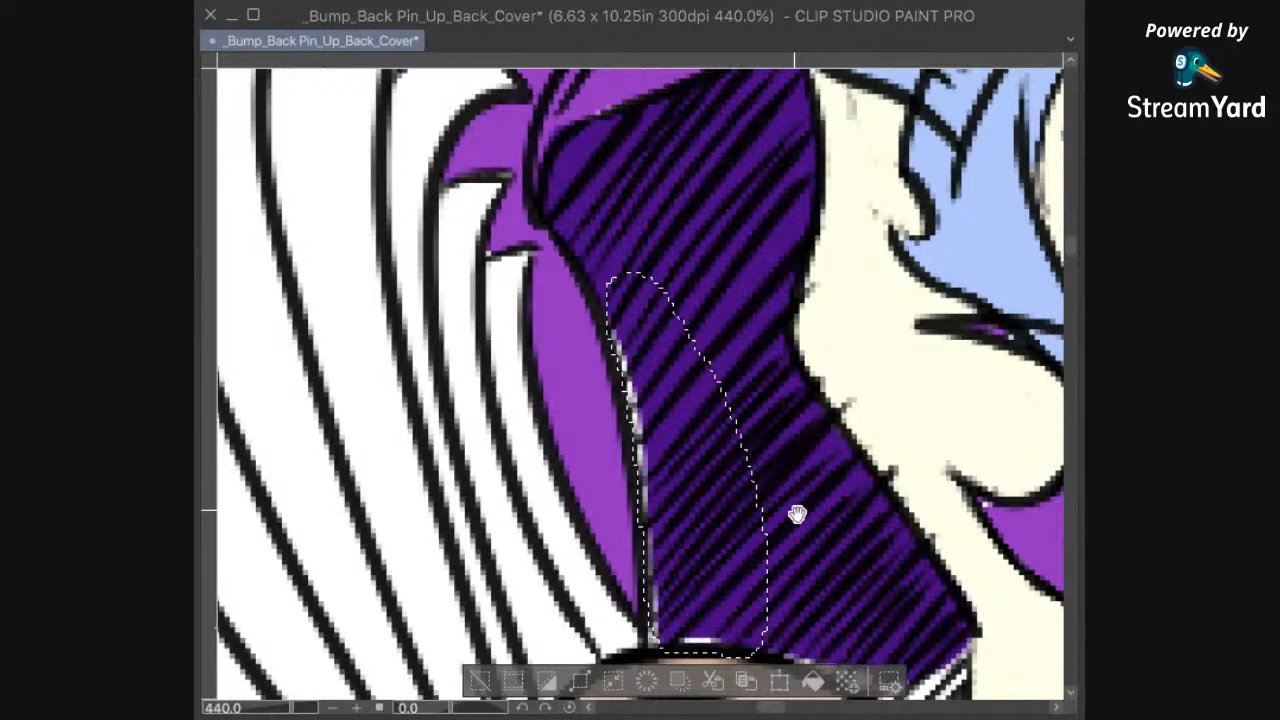 _Bump_Back Pin_Up_Back_Cover* (6.63 x 10.25in 300dpi 440.0%) - CLIP STUDIO PAINT PRO
_Bump_Back Pin_Up_Back_Cover*
Powered by
StreamYard
440.0
0.0